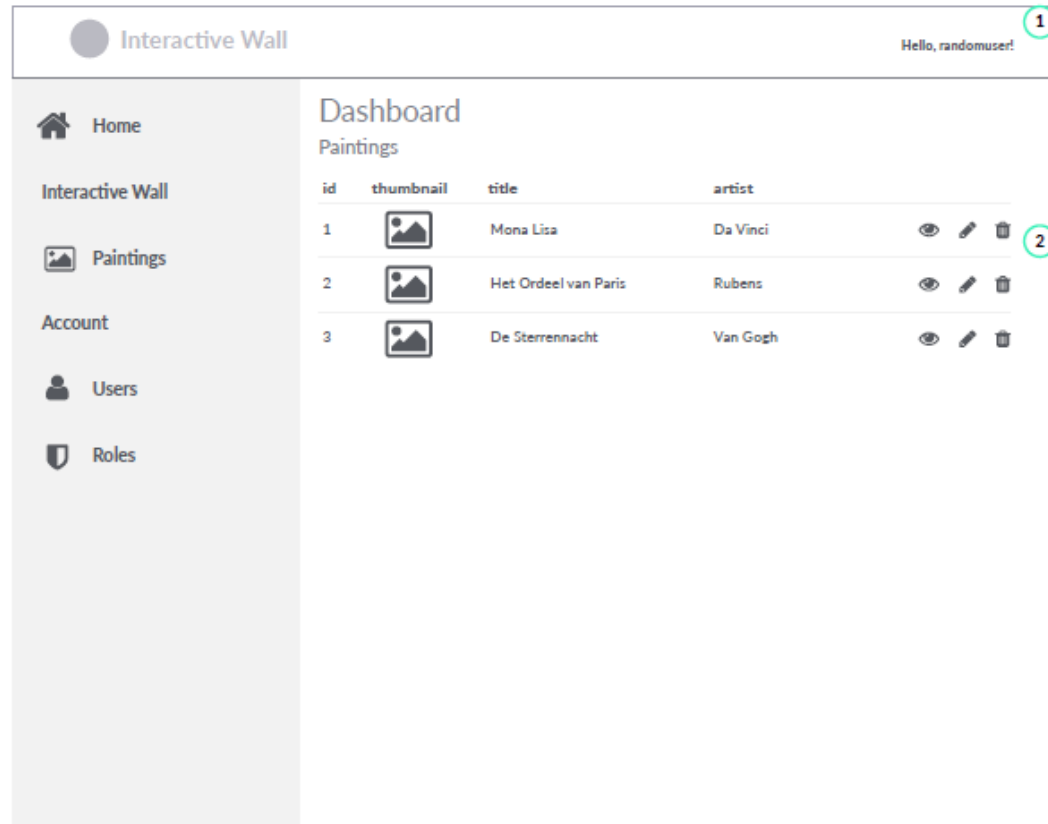 Interactive Wall
Hello, randomuser!
1
Home
Interactive Wall
Paintings
Account
Users
Roles
Dashboard
Paintings
id thumbnail title artist
1 Mona Lisa Da Vinci
2
2 Het Ordeel van Paris Rubens
3 De Sterrennacht Van Gogh